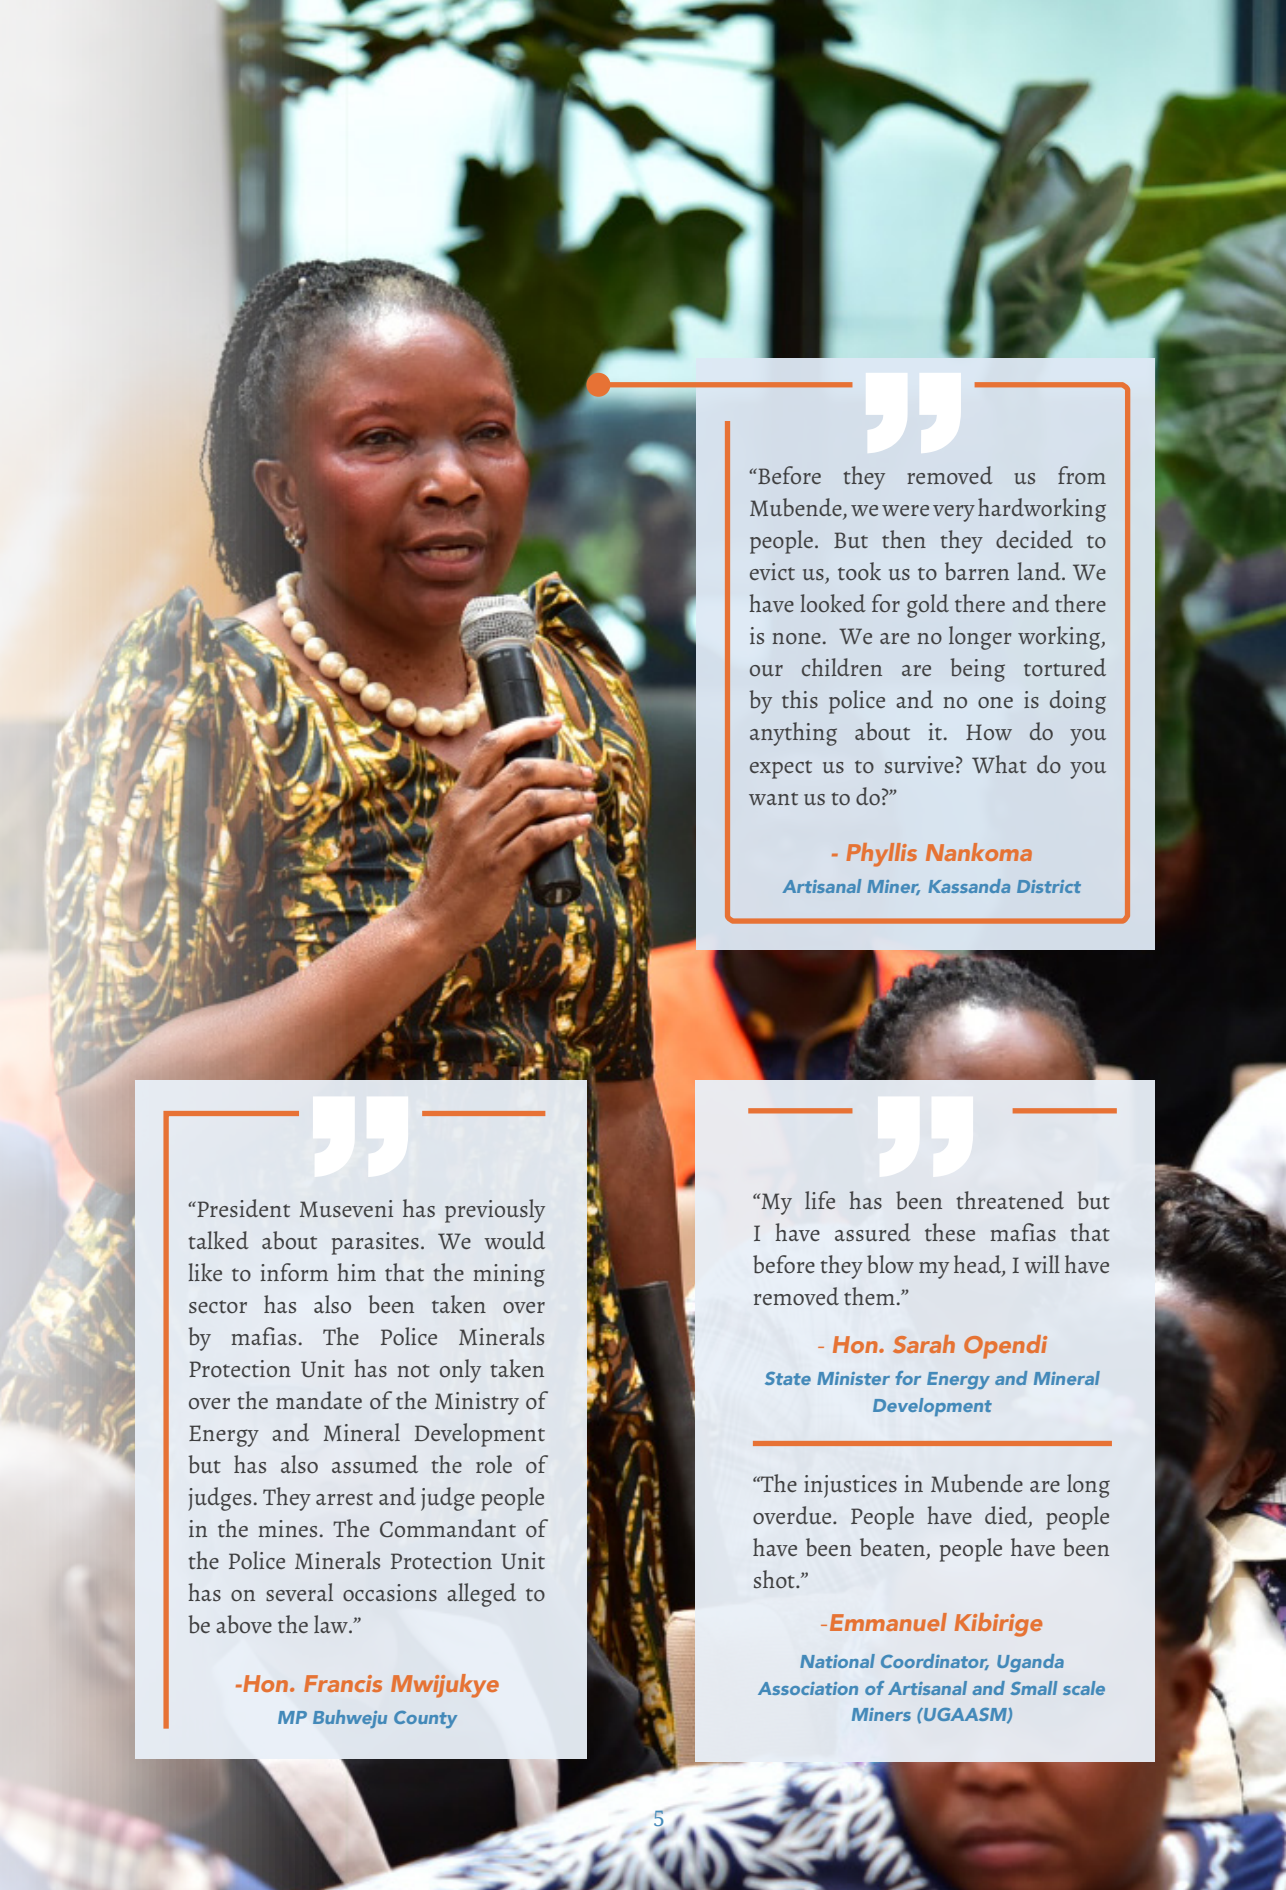 “Before they removed us from
Mubende, we were very hardworking
people. But then they decided to
evict us, took us to barren land. We
have looked for gold there and there
is none. We are no longer working,
our children are being tortured
by this police and no one is doing
anything about it. How do you
expect us to survive? What do you
want us to do?”
- Phyllis Nankoma
Artisanal Miner, Kassanda District
“President Museveni has previously
talked about parasites. We would
like to inform him that the mining
sector has also been taken over
by mafias. The Police Minerals
Protection Unit has not only taken
over the mandate of the Ministry of
Energy and Mineral Development
but has also assumed the role of
judges. They arrest and judge people
in the mines. The Commandant of
the Police Minerals Protection Unit
has on several occasions alleged to
be above the law.”
-Hon. Francis Mwijukye
MP Buhweju County
“My life has been threatened but
I have assured these mafias that
before they blow my head, I will have
removed them.”
- Hon. Sarah Opendi
State Minister for Energy and Mineral
Development
“The injustices in Mubende are long
overdue. People have died, people
have been beaten, people have been
shot.”
-Emmanuel Kibirige
National Coordinator, Uganda
Association of Artisanal and Small scale
Miners (UGAASM)
5